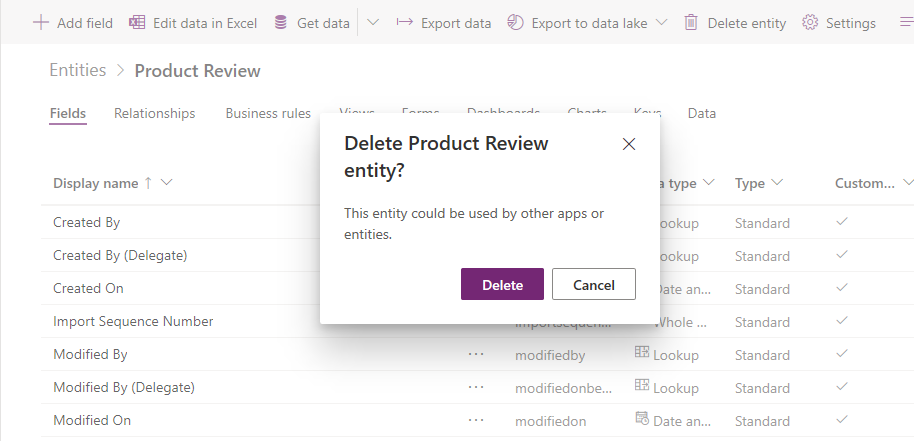 Add field Edit data in Excel Get data Export data Export to data lake Delete entity Settings
Entities > Product Review
Fields Relationships Business rules Views Forms Dashboards Charts Keys Data
Delete Product Review
entity?
This entity could be used by other apps or
entities.
Delete Cancel
Display name ↑ a type Type Custom...
Created By ookup Standard
Created By (Delegate) ookup Standard
Created On Date an... Standard
Import Sequence Number importsequen... Whole ... Standard
Modified By ... modifiedby Lookup Standard
Modified By (Delegate) ... modifiedonbe... Lookup Standard
Modified On ... modifiedon Date an... Standard